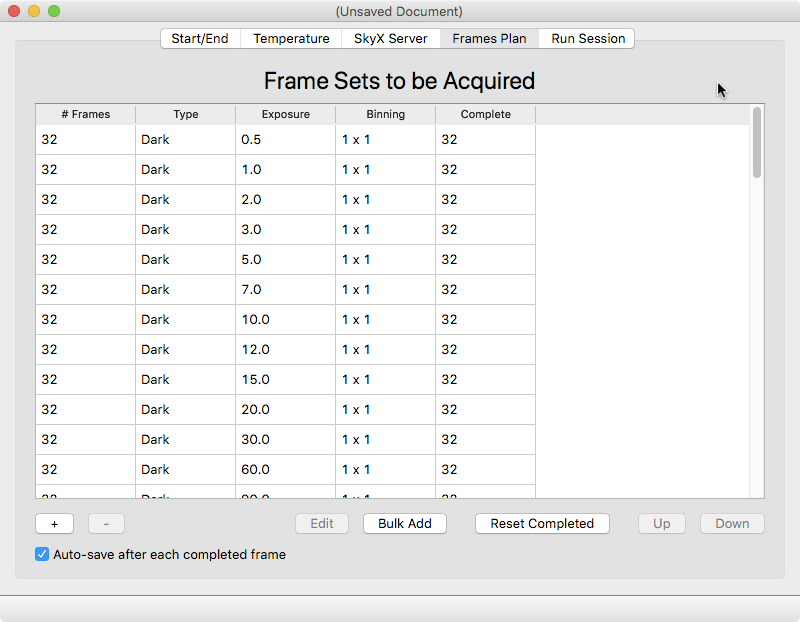 (Unsaved Document)
Start/End Temperature SkyX Server Frames Plan Run Session
Frame Sets to be Acquired
# Frames Type Exposure Binning Complete
32 Dark 0.5 1 x 1 32
32 Dark 1.0 1 x 1 32
32 Dark 2.0 1 x 1 32
32 Dark 3.0 1 x 1 32
32 Dark 5.0 1 x 1 32
32 Dark 7.0 1 x 1 32
32 Dark 10.0 1 x 1 32
32 Dark 12.0 1 x 1 32
32 Dark 15.0 1 x 1 32
32 Dark 20.0 1 x 1 32
32 Dark 30.0 1 x 1 32
32 Dark 60.0 1 x 1 32
+ - Edit Bulk Add Reset Completed Up Down
Auto-save after each completed frame